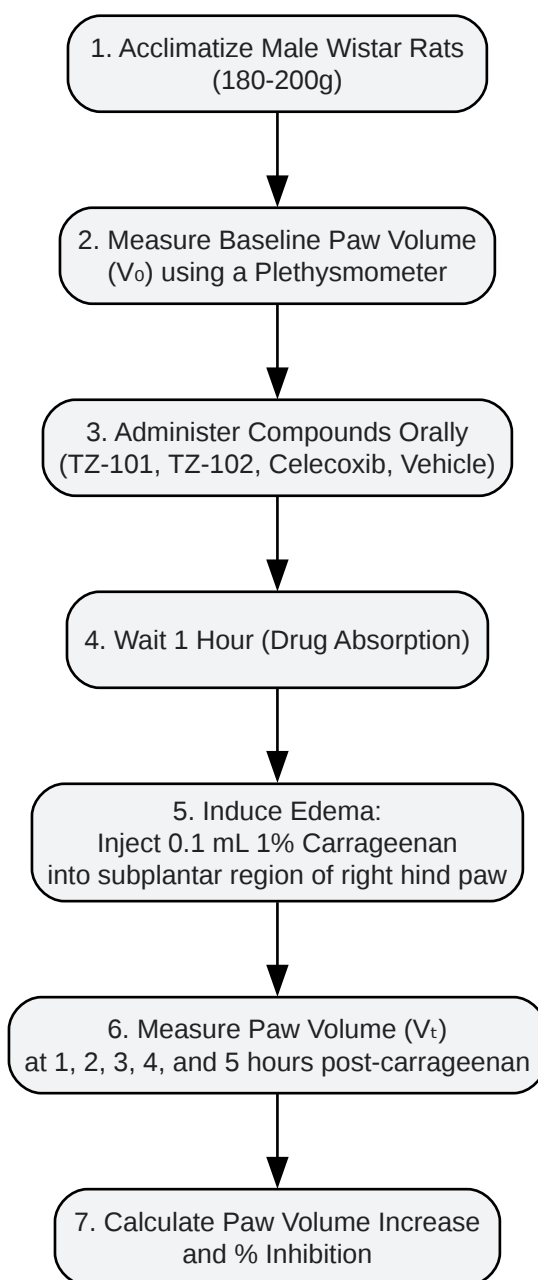 1. Acclimatize Male Wistar Rats
(180-200g)
2. Measure Baseline Paw Volume
(V₀) using a Plethysmometer
3. Administer Compounds Orally
(TZ-101, TZ-102, Celecoxib, Vehicle)
4. Wait 1 Hour (Drug Absorption)
5. Induce Edema:
Inject 0.1 mL 1% Carrageenan
into subplantar region of right hind paw
6. Measure Paw Volume (Vₜ)
at 1, 2, 3, 4, and 5 hours post-carrageenan
7. Calculate Paw Volume Increase
and % Inhibition